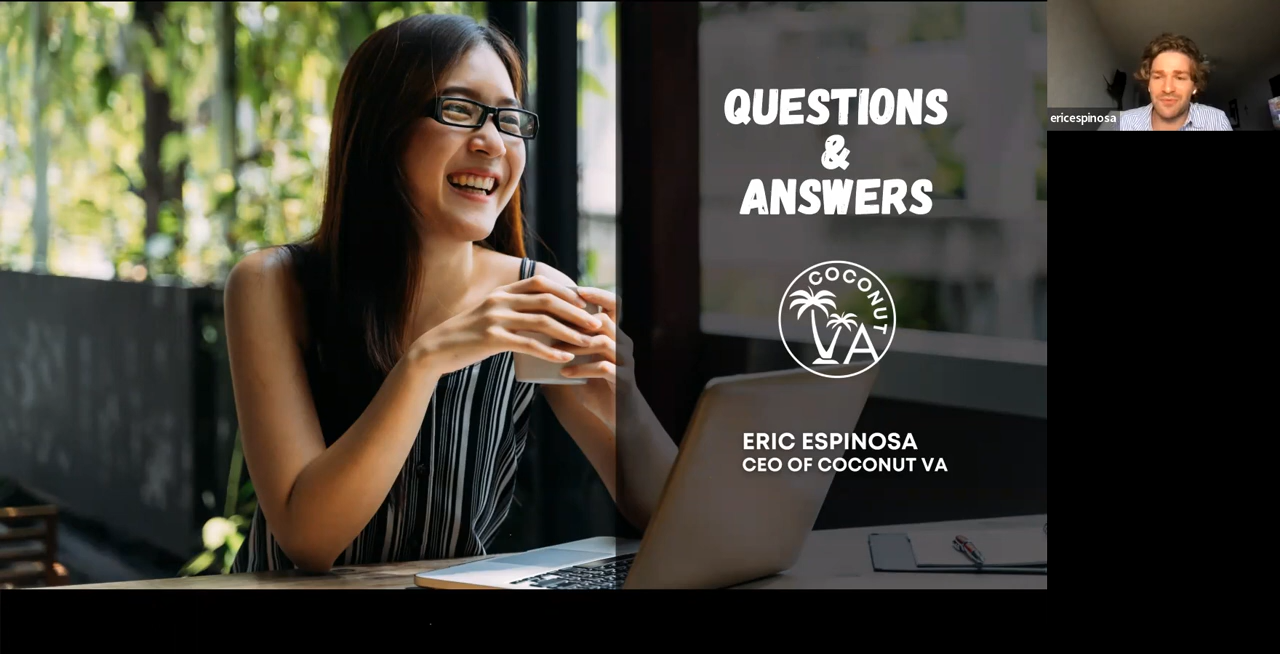 QUESTIONS
&
ANSWERS
COCONUT
VA
ERIC ESPINOSA
CEO OF COCONUT VA
ericespinosa